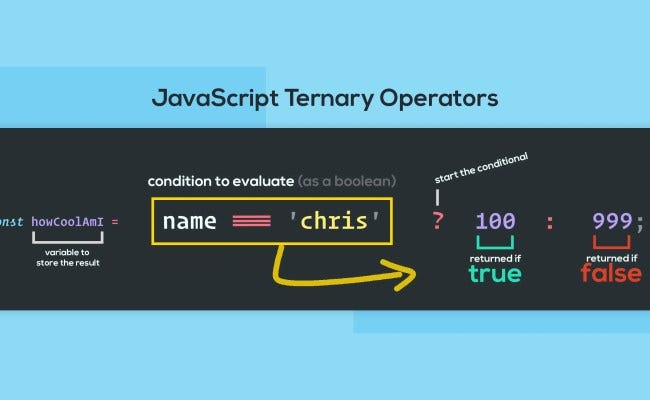 JavaScript Ternary Operators
condition to evaluate (as a boolean)
start the conditional
nst howCoolAmI = name === 'chris' ? 100 : 999;
variable to
store the result
returned if
true
returned if
false